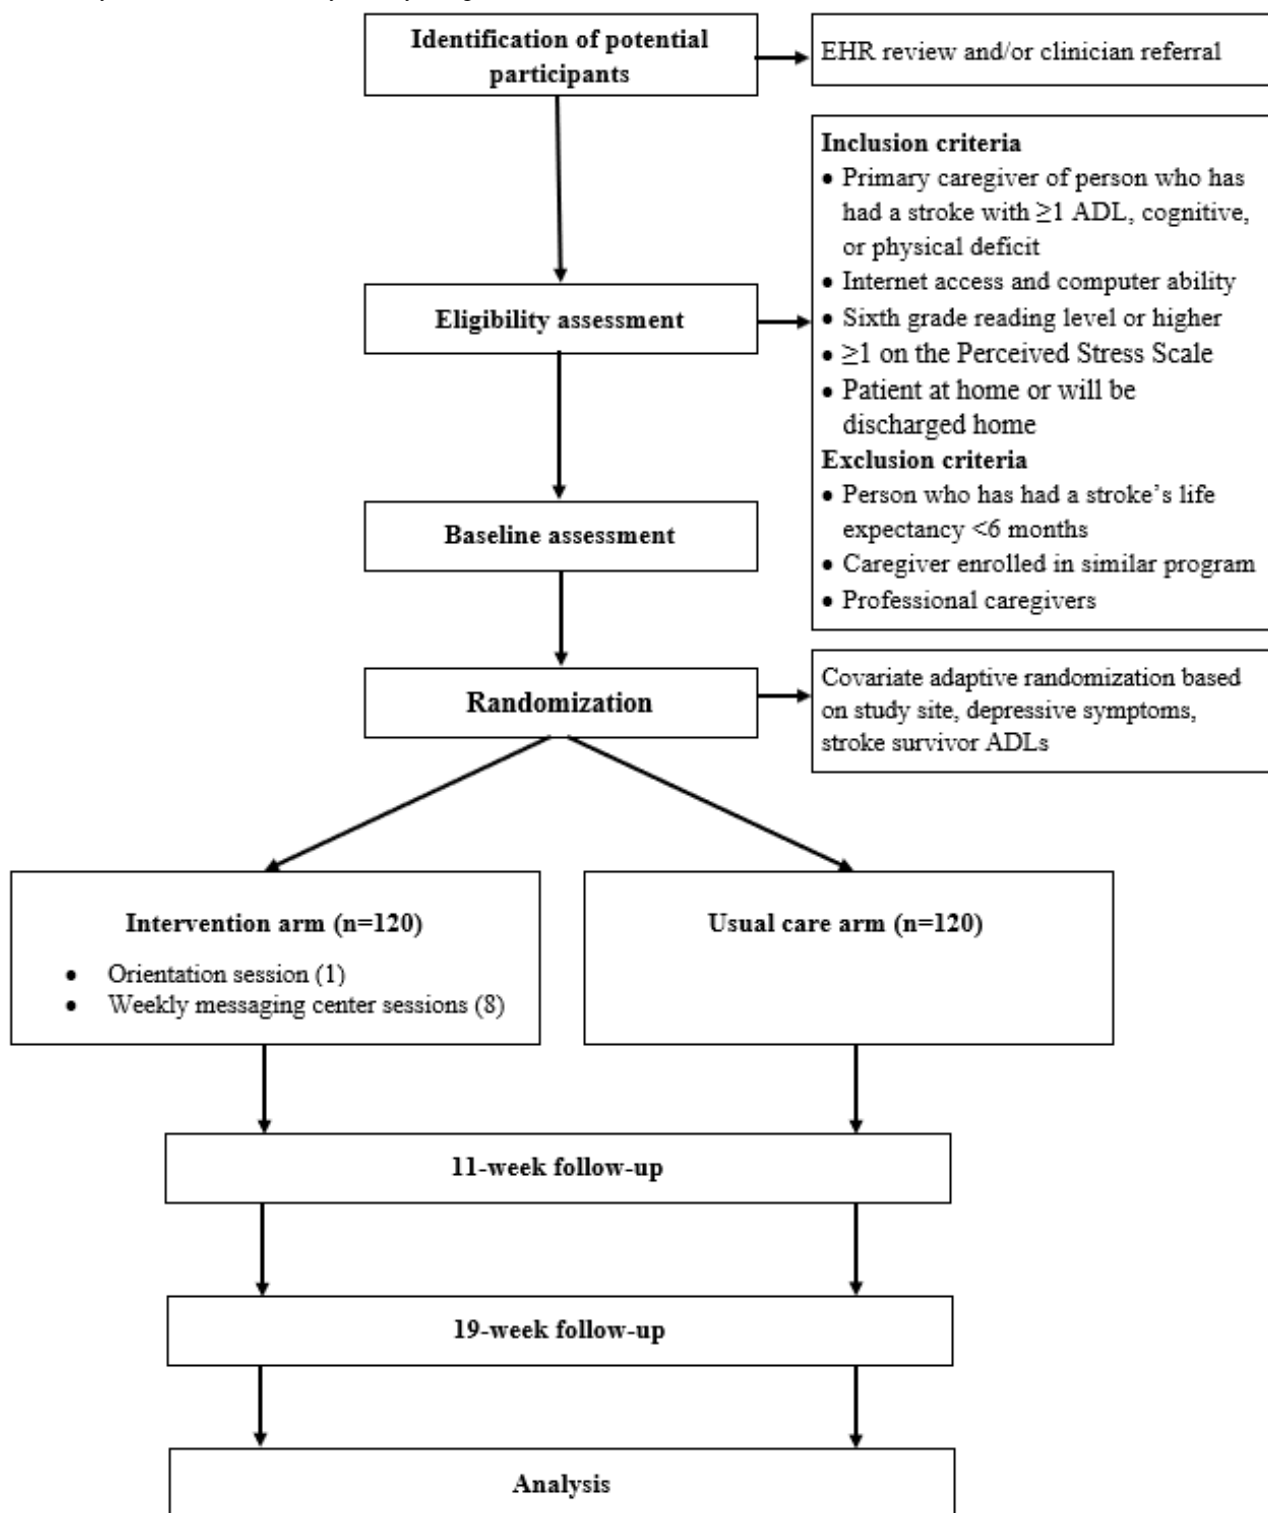 Identification of potential
participants
EHR review and/or clinician referral
Inclusion criteria
• Primary caregiver of person who has
had a stroke with ≥1 ADL, cognitive,
or physical deficit
• Internet access and computer ability
• Sixth grade reading level or higher
• ≥1 on the Perceived Stress Scale
• Patient at home or will be
discharged home
Exclusion criteria
• Person who has had a stroke’s life
expectancy <6 months
• Caregiver enrolled in similar program
• Professional caregivers
Eligibility assessment
Baseline assessment
Randomization
Covariate adaptive randomization based
on study site, depressive symptoms,
stroke survivor ADLs
Intervention arm (n=120)
• Orientation session (1)
• Weekly messaging center sessions (8)
Usual care arm (n=120)
11-week follow-up
19-week follow-up
Analysis